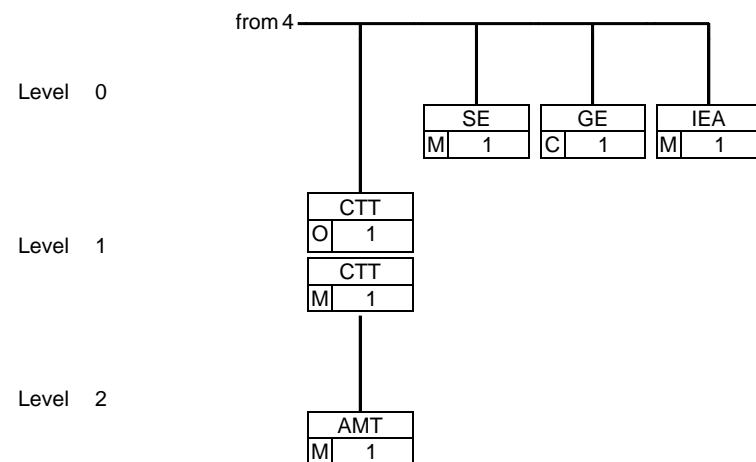 from 4
Level 0
SE GE IEA
M 1 C 1 M 1
CTT
O 1
Level 1
CTT
M 1
Level 2
AMT
M 1